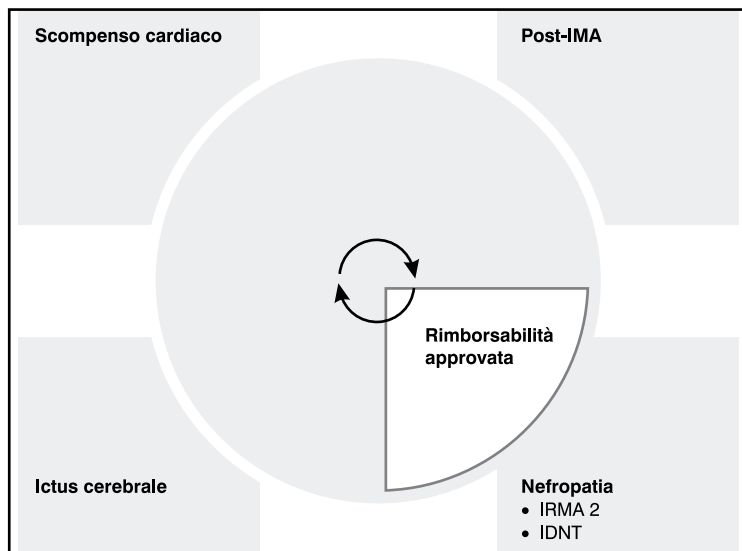 Scompenso cardiaco
Post-IMA
Rimborsabilità
approvata
Ictus cerebrale
Nefropatia
• IRMA 2
• IDNT